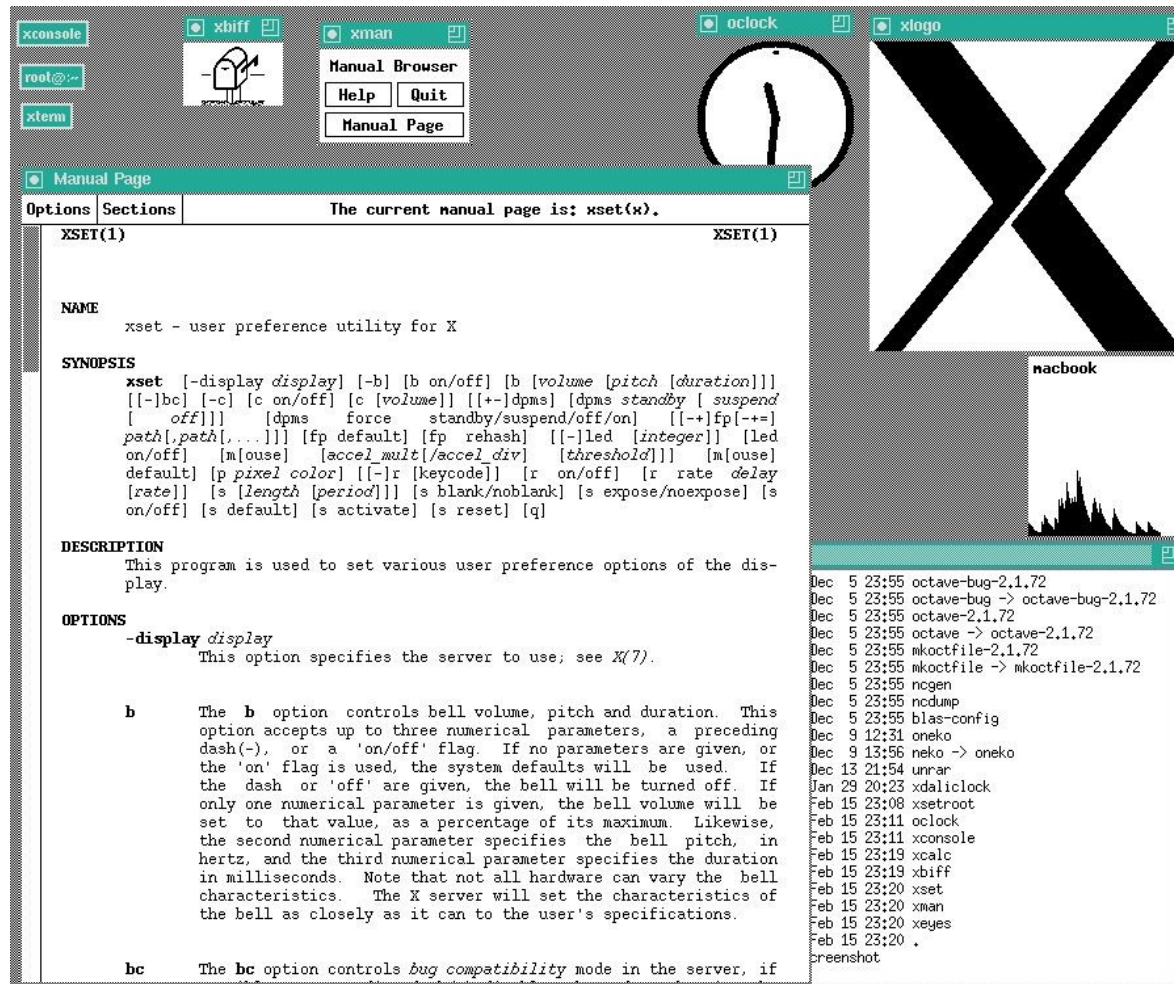 xconsole
root@:~
xterm
xbiff
xman
Manual Browser
Help Quit
Manual Page
oclock
xlogo
Manual Page
Options Sections The current manual page is: xset(x).
XSET(1) XSET(1)
NAME
xset - user preference utility for X
SYNOPSIS
xset [-display display] [-b] [b on/off] [b [volume [pitch [duration]]]
[[-]bc] [-c] [c on/off] [c [volume]] [[+-]dpms] [dpms standby [ suspend
[ off]]] [dpms force standby/suspend/off/on] [[-+]fp[-+=]
path[,path[,...]]] [fp default] [fp rehash] [[-]led [integer]] [led
on/off] [m[ouse] [accel_mult[/accel_div] [threshold]]] [m[ouse]
default] [p pixel color] [[-]r [keycode]] [r on/off] [r rate delay
[rate]] [s [length [period]]] [s blank/noblank] [s expose/noexpose] [s
on/off] [s default] [s activate] [s reset] [q]
DESCRIPTION
This program is used to set various user preference options of the dis-
play.
OPTIONS
-display display
This option specifies the server to use; see X(7).
b The b option controls bell volume, pitch and duration. This
option accepts up to three numerical parameters, a preceding
dash(-), or a 'on/off' flag. If no parameters are given, or
the 'on' flag is used, the system defaults will be used. If
the dash or 'off' are given, the bell will be turned off. If
only one numerical parameter is given, the bell volume will be
set to that value, as a percentage of its maximum. Likewise,
the second numerical parameter specifies the bell pitch, in
hertz, and the third numerical parameter specifies the duration
in milliseconds. Note that not all hardware can vary the bell
characteristics. The X server will set the characteristics of
the bell as closely as it can to the user's specifications.
bc The bc option controls bug compatibility mode in the server, if
macbook
Dec 5 23:55 octave-bug-2.1.72
Dec 5 23:55 octave-bug -> octave-bug-2.1.72
Dec 5 23:55 octave-2.1.72
Dec 5 23:55 octave -> octave-2.1.72
Dec 5 23:55 mkoctfile-2.1.72
Dec 5 23:55 mkoctfile -> mkoctfile-2.1.72
Dec 5 23:55 ncgen
Dec 5 23:55 ncdump
Dec 5 23:55 blas-config
Dec 9 12:31 oneko
Dec 9 13:56 neko -> oneko
Dec 13 21:54 unrar
Jan 29 20:23 xdaliclock
Feb 15 23:08 xsetroot
Feb 15 23:11 oclock
Feb 15 23:11 xconsole
Feb 15 23:19 xcalc
Feb 15 23:19 xbiff
Feb 15 23:20 xset
Feb 15 23:20 xman
Feb 15 23:20 xeyes
Feb 15 23:20 .
creenshot